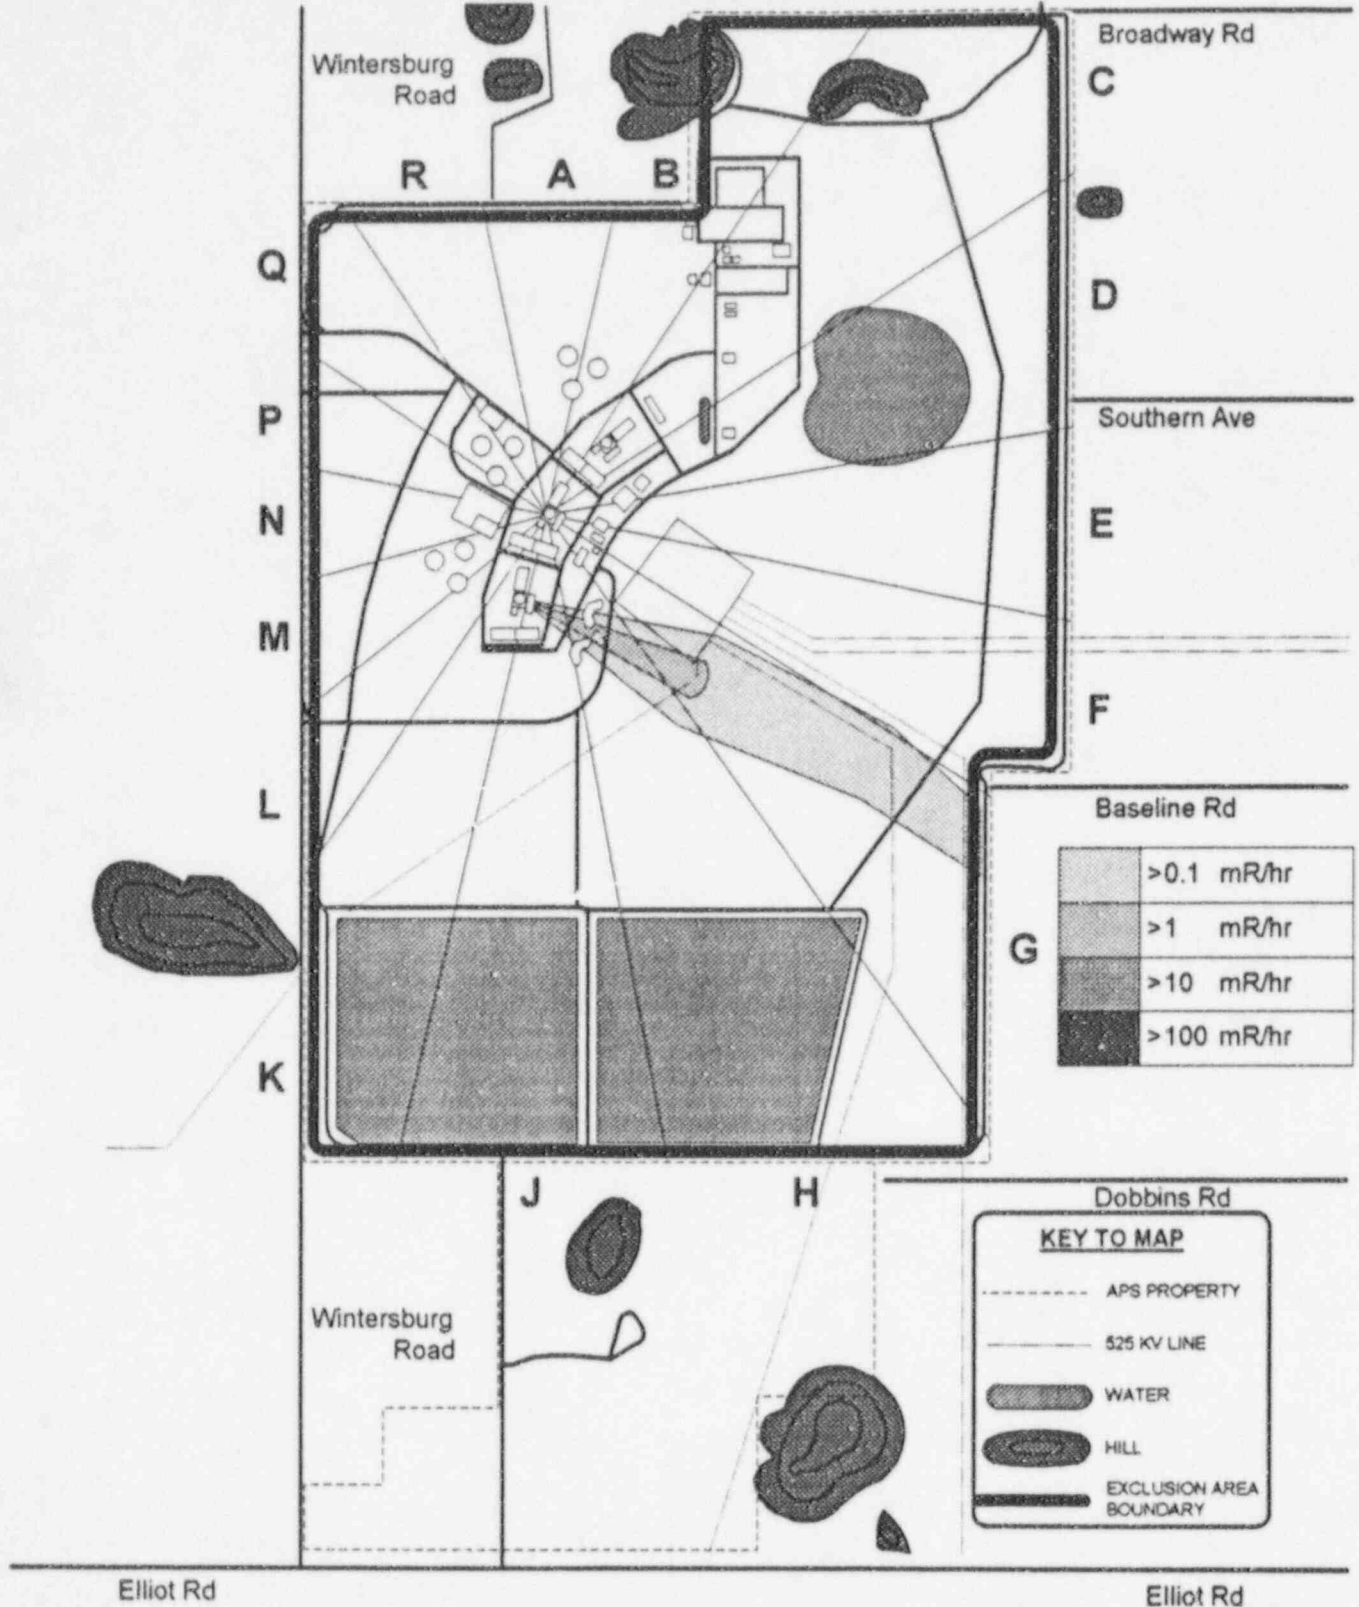 Broadway Rd
Wintersburg
Road
C
R
A
B
Q
D
P
Southern Ave
N
E
M
F
L
Baseline Rd
>0.1 mR/hr
>1 mR/hr
G
>10 mR/hr
>100 mR/hr
K
J
H
Dobbins Rd
KEY TO MAP
APS PROPERTY
525 KV LINE
WATER
HILL
EXCLUSION AREA
BOUNDARY
Wintersburg
Road
Elliot Rd
Elliot Rd